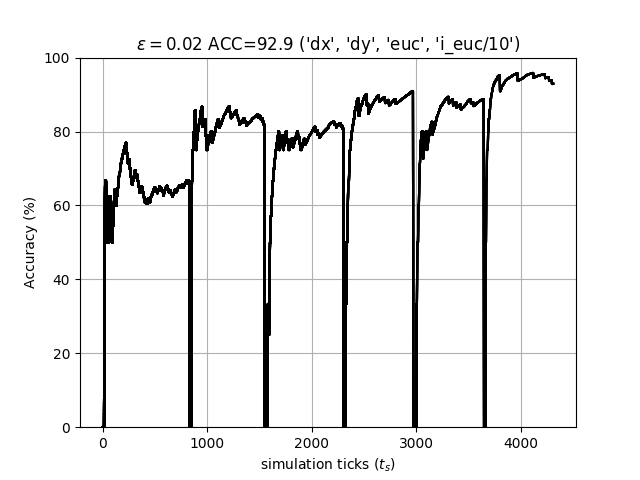 ε = 0.02 ACC=92.9 ('dx', 'dy', 'euc', 'i_euc/10')
100
80
60
40
20
0
Accuracy (%)
0 1000 2000 3000 4000
simulation ticks (tₛ)